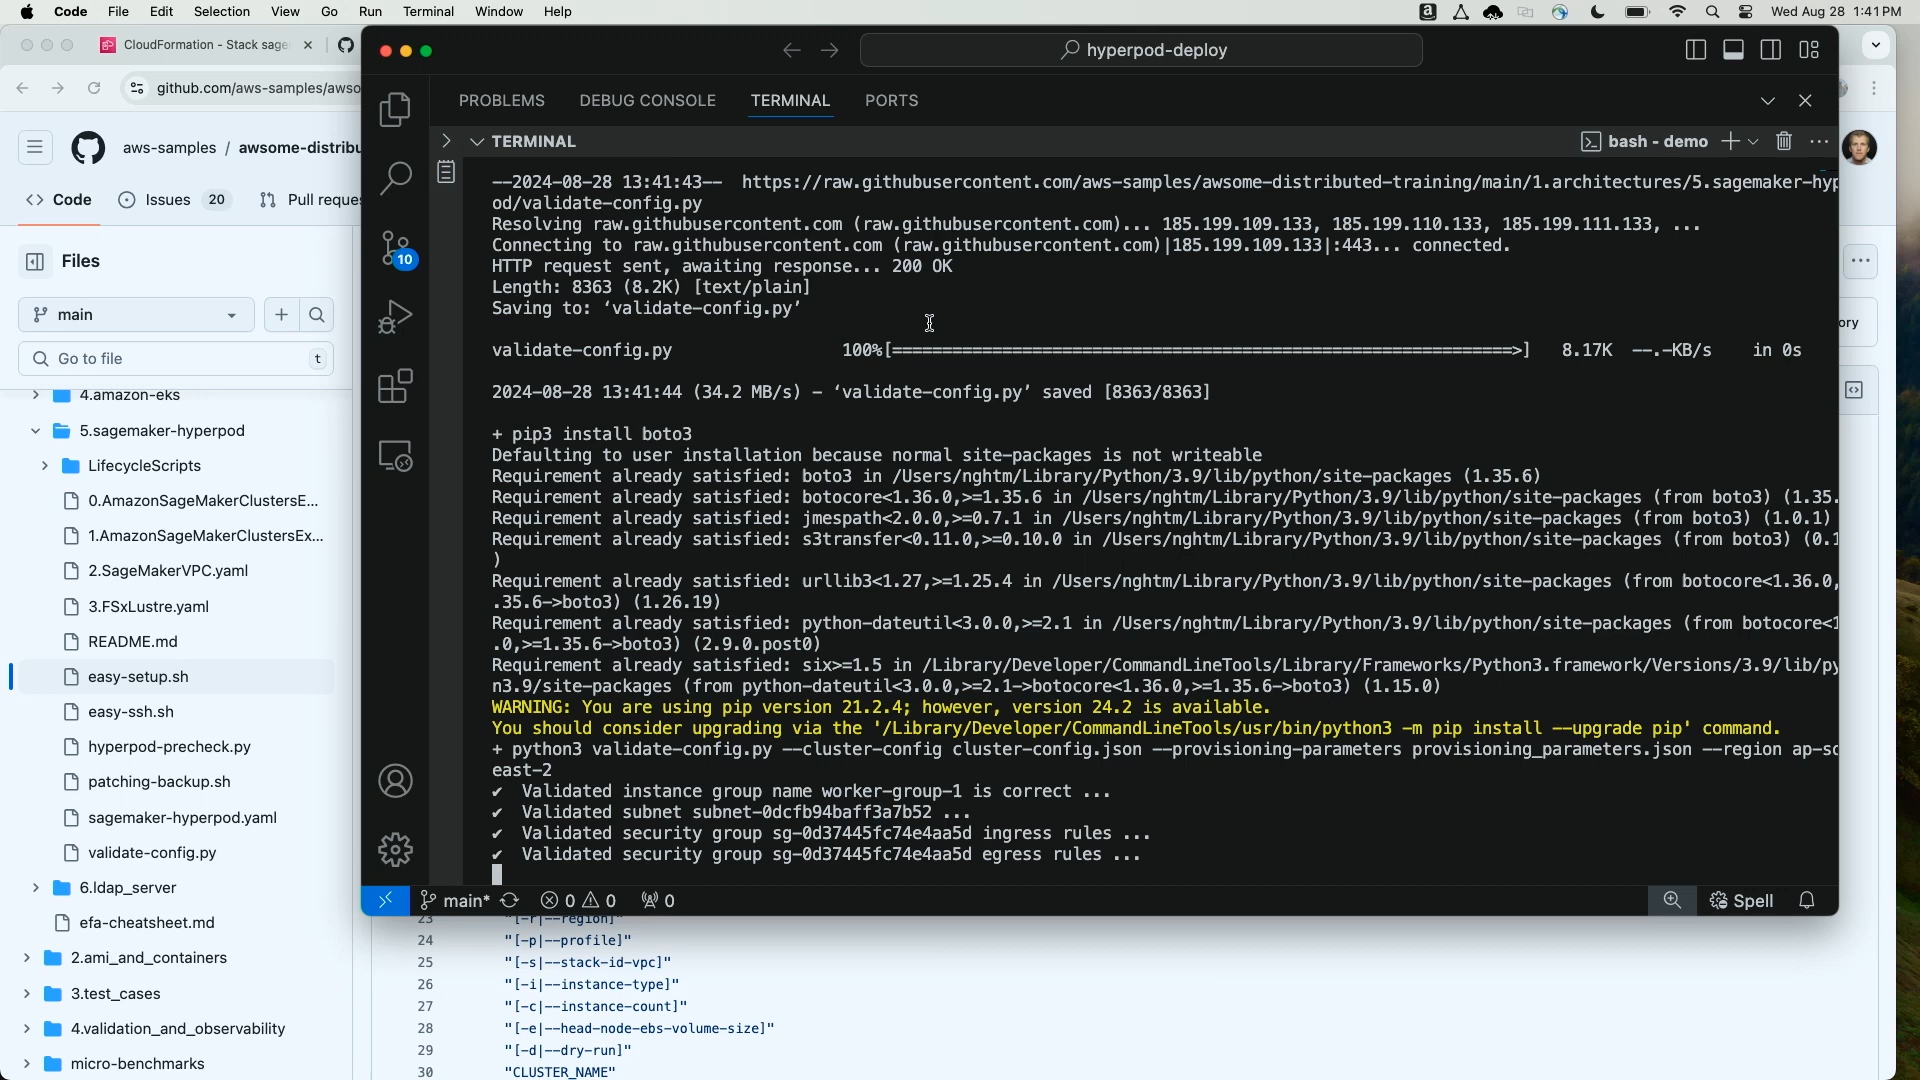 Code File Edit Selection View Go Run Terminal Window Help
Wed Aug 28 1:41 PM
CloudFormation - Stack sage
hyperpod-deploy
github.com/aws-samples/awso
PROBLEMS DEBUG CONSOLE TERMINAL PORTS
aws-samples / awsome-distribu
TERMINAL
bash - demo
Code Issues 20 Pull reque
Files
main
Go to file t
4.amazon-eks
5.sagemaker-hyperpod
LifecycleScripts
0.AmazonSageMakerClustersE...
1.AmazonSageMakerClustersEx...
2.SageMakerVPC.yaml
3.FSxLustre.yaml
README.md
easy-setup.sh
easy-ssh.sh
hyperpod-precheck.py
patching-backup.sh
sagemaker-hyperpod.yaml
validate-config.py
6.ldap_server
efa-cheatsheet.md
2.ami_and_containers
3.test_cases
4.validation_and_observability
micro-benchmarks
10
--2024-08-28 13:41:43-- https://raw.githubusercontent.com/aws-samples/awsome-distributed-training/main/1.architectures/5.sagemaker-hyp
od/validate-config.py
Resolving raw.githubusercontent.com (raw.githubusercontent.com)... 185.199.109.133, 185.199.110.133, 185.199.111.133, ...
Connecting to raw.githubusercontent.com (raw.githubusercontent.com)|185.199.109.133|:443... connected.
HTTP request sent, awaiting response... 200 OK
Length: 8363 (8.2K) [text/plain]
Saving to: ‘validate-config.py’
validate-config.py 100%[==============================================================>] 8.17K --.-KB/s in 0s
2024-08-28 13:41:44 (34.2 MB/s) - ‘validate-config.py’ saved [8363/8363]
+ pip3 install boto3
Defaulting to user installation because normal site-packages is not writeable
Requirement already satisfied: boto3 in /Users/nghtm/Library/Python/3.9/lib/python/site-packages (1.35.6)
Requirement already satisfied: botocore<1.36.0,>=1.35.6 in /Users/nghtm/Library/Python/3.9/lib/python/site-packages (from boto3) (1.35.
Requirement already satisfied: jmespath<2.0.0,>=0.7.1 in /Users/nghtm/Library/Python/3.9/lib/python/site-packages (from boto3) (1.0.1)
Requirement already satisfied: s3transfer<0.11.0,>=0.10.0 in /Users/nghtm/Library/Python/3.9/lib/python/site-packages (from boto3) (0.1
)
Requirement already satisfied: urllib3<1.27,>=1.25.4 in /Users/nghtm/Library/Python/3.9/lib/python/site-packages (from botocore<1.36.0,
.35.6->boto3) (1.26.19)
Requirement already satisfied: python-dateutil<3.0.0,>=2.1 in /Users/nghtm/Library/Python/3.9/lib/python/site-packages (from botocore<1
.0,>=1.35.6->boto3) (2.9.0.post0)
Requirement already satisfied: six>=1.5 in /Library/Developer/CommandLineTools/Library/Frameworks/Python3.framework/Versions/3.9/lib/py
n3.9/site-packages (from python-dateutil<3.0.0,>=2.1->botocore<1.36.0,>=1.35.6->boto3) (1.15.0)
WARNING: You are using pip version 21.2.4; however, version 24.2 is available.
You should consider upgrading via the '/Library/Developer/CommandLineTools/usr/bin/python3 -m pip install --upgrade pip' command.
+ python3 validate-config.py --cluster-config cluster-config.json --provisioning-parameters provisioning_parameters.json --region ap-so
east-2
✔ Validated instance group name worker-group-1 is correct ...
✔ Validated subnet subnet-0dcfb94baff3a7b52 ...
✔ Validated security group sg-0d37445fc74e4aa5d ingress rules ...
✔ Validated security group sg-0d37445fc74e4aa5d egress rules ...
main* 0 0 0 Spell
ory
23 "[-r|--region]"
24 "[-p|--profile]"
25 "[-s|--stack-id-vpc]"
26 "[-i|--instance-type]"
27 "[-c|--instance-count]"
28 "[-e|--head-node-ebs-volume-size]"
29 "[-d|--dry-run]"
30 "CLUSTER_NAME"